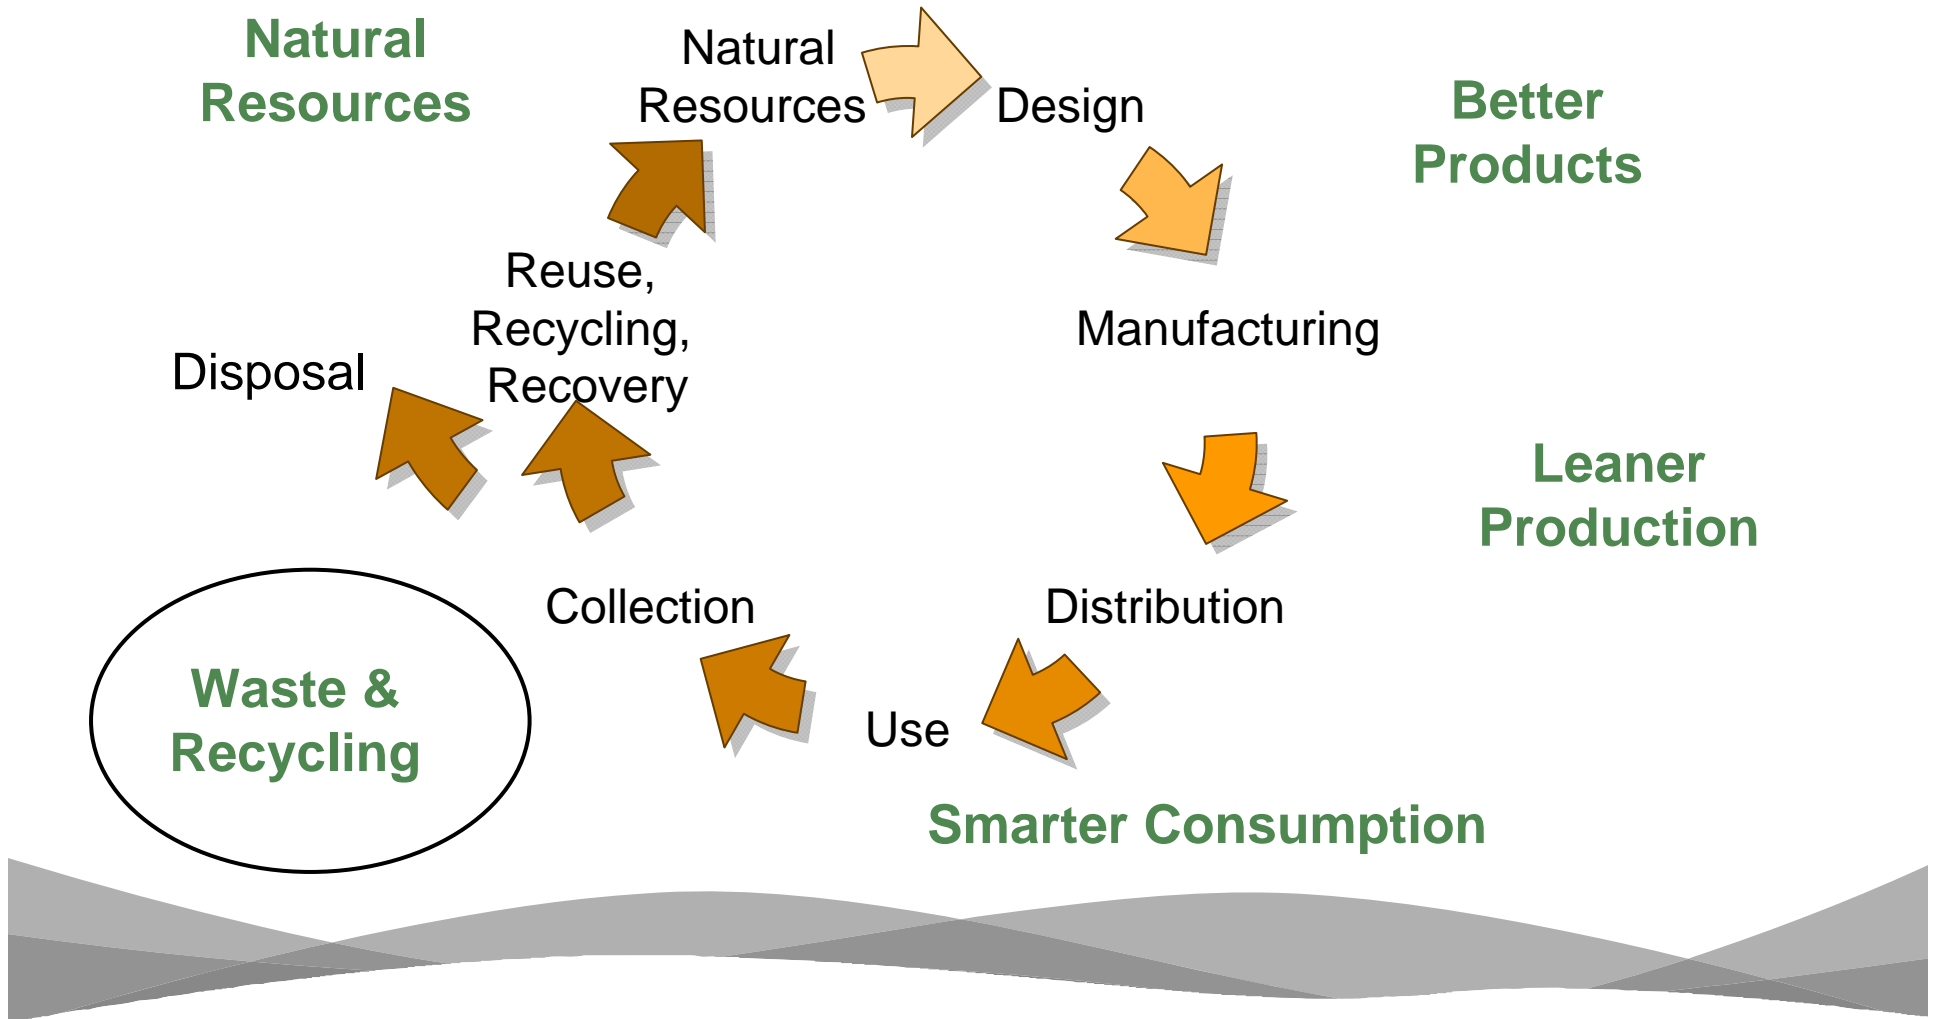 Natural
Resources
Natural
Resources
Design
Better
Products
Reuse,
Recycling,
Recovery
Manufacturing
Disposal
Leaner
Production
Collection
Distribution
Waste &
Recycling
Use
Smarter Consumption